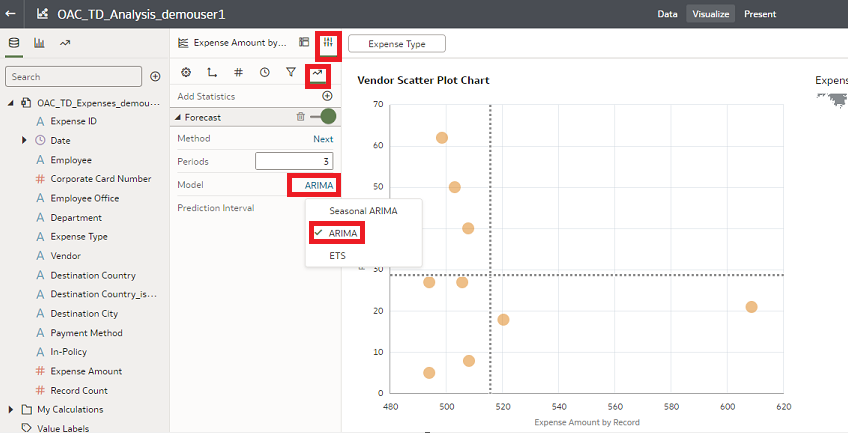 OAC_TD_Analysis_demouser1
Data Visualize Present
Expense Amount by...
Expense Type
Search
Add Statistics
Forecast
Method Next
Periods 3
Model ARIMA
Prediction Interval
Seasonal ARIMA
ARIMA
ETS
OAC_TD_Expenses_demou...
A Expense ID
Date
A Employee
# Corporate Card Number
A Employee Office
A Department
A Expense Type
A Vendor
A Destination Country
A Destination Country_is...
A Destination City
A Payment Method
A In-Policy
# Expense Amount
# Record Count
My Calculations
Value Labels
Vendor Scatter Plot Chart
Expens
70
60
50
40
30
20
10
0
480 500 520 540 560 580 600 620
Expense Amount by Record